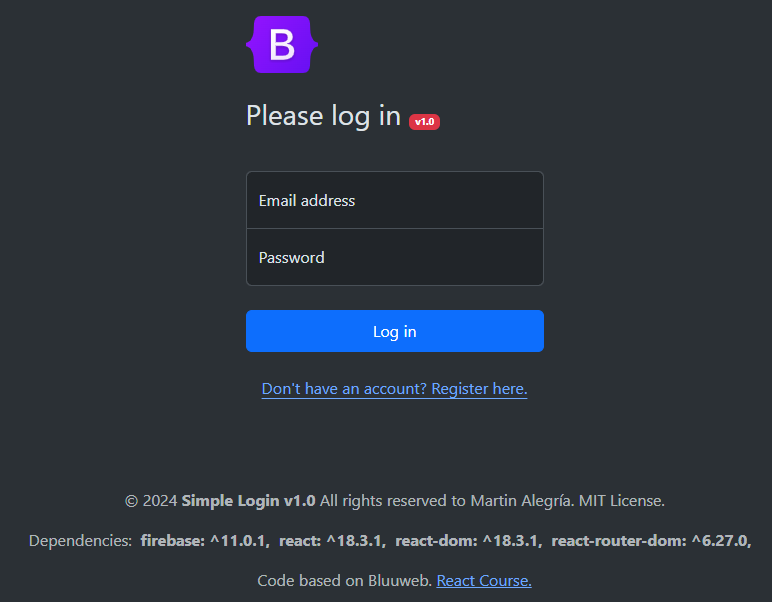 B
Please log in v1.0
Email address
Password
Log in
Don't have an account? Register here.
© 2024 Simple Login v1.0 All rights reserved to Martin Alegría. MIT License.
Dependencies: firebase: ^11.0.1, react: ^18.3.1, react-dom: ^18.3.1, react-router-dom: ^6.27.0,
Code based on Bluuweb. React Course.